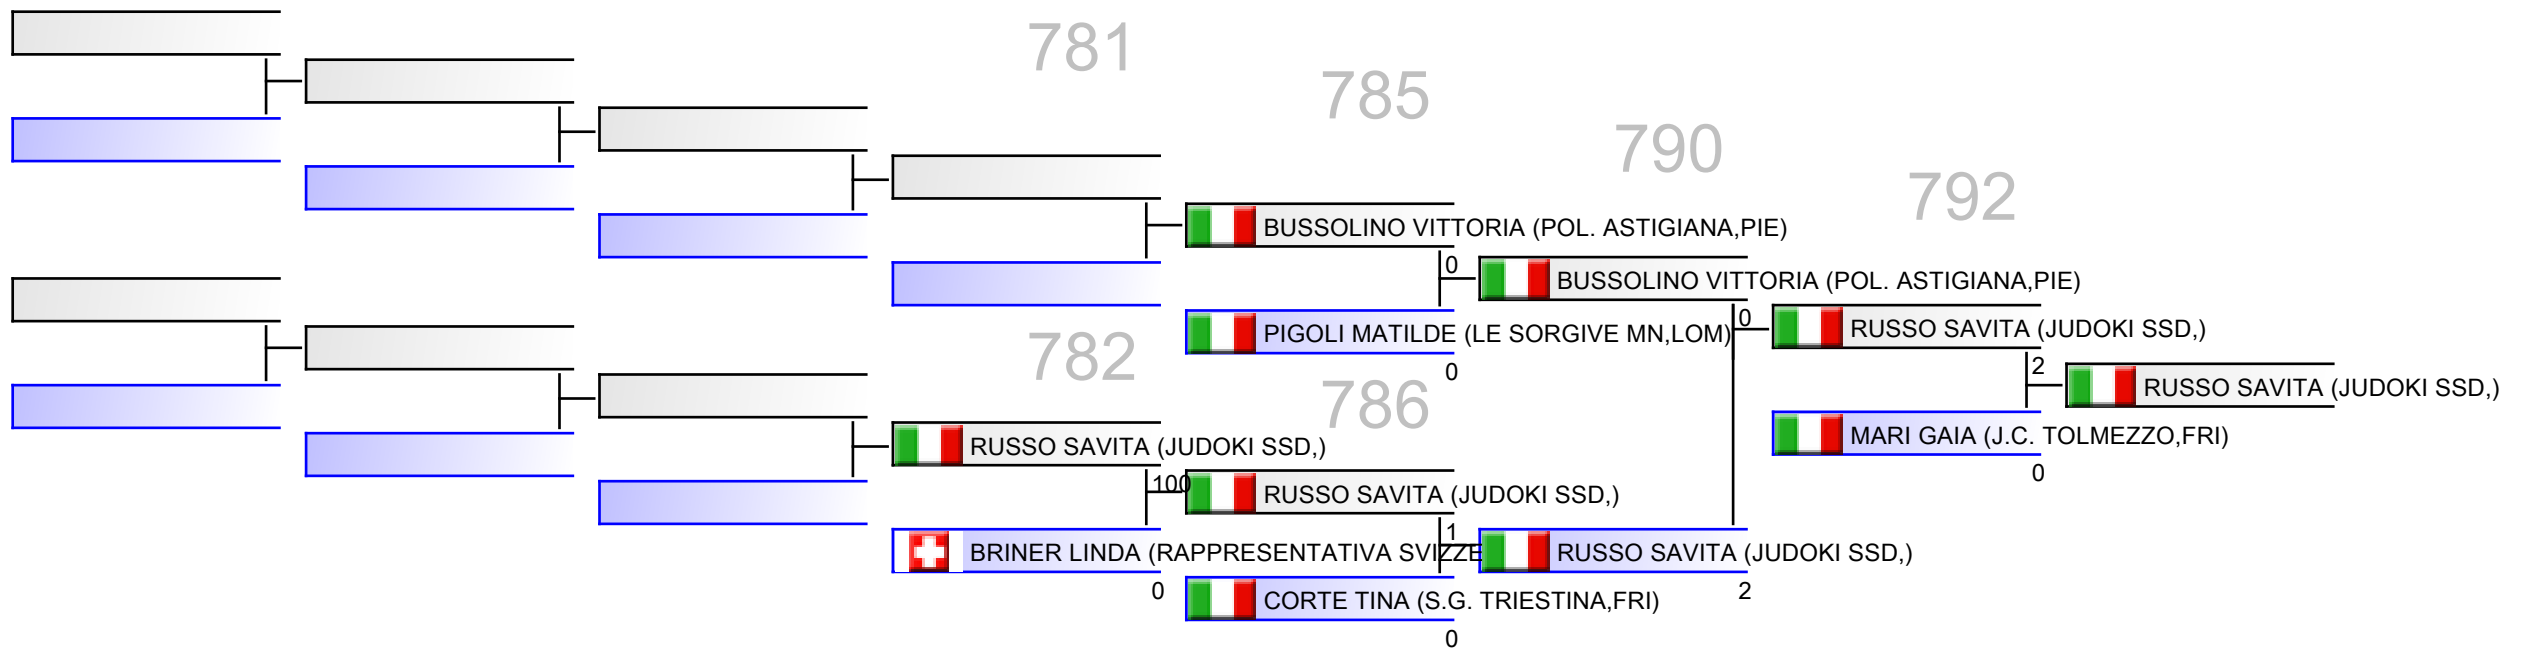 781
785
790
792
BUSSOLINO VITTORIA (POL. ASTIGIANA,PIE)
0
BUSSOLINO VITTORIA (POL. ASTIGIANA,PIE)
PIGOLI MATILDE (LE SORGIVE MN,LOM)
0
0
RUSSO SAVITA (JUDOKI SSD,)
2
RUSSO SAVITA (JUDOKI SSD,)
MARI GAIA (J.C. TOLMEZZO,FRI)
0
782
786
RUSSO SAVITA (JUDOKI SSD,)
100
RUSSO SAVITA (JUDOKI SSD,)
BRINER LINDA (RAPPRESENTATIVA SVIZZE
0
1
RUSSO SAVITA (JUDOKI SSD,)
2
CORTE TINA (S.G. TRIESTINA,FRI)
0